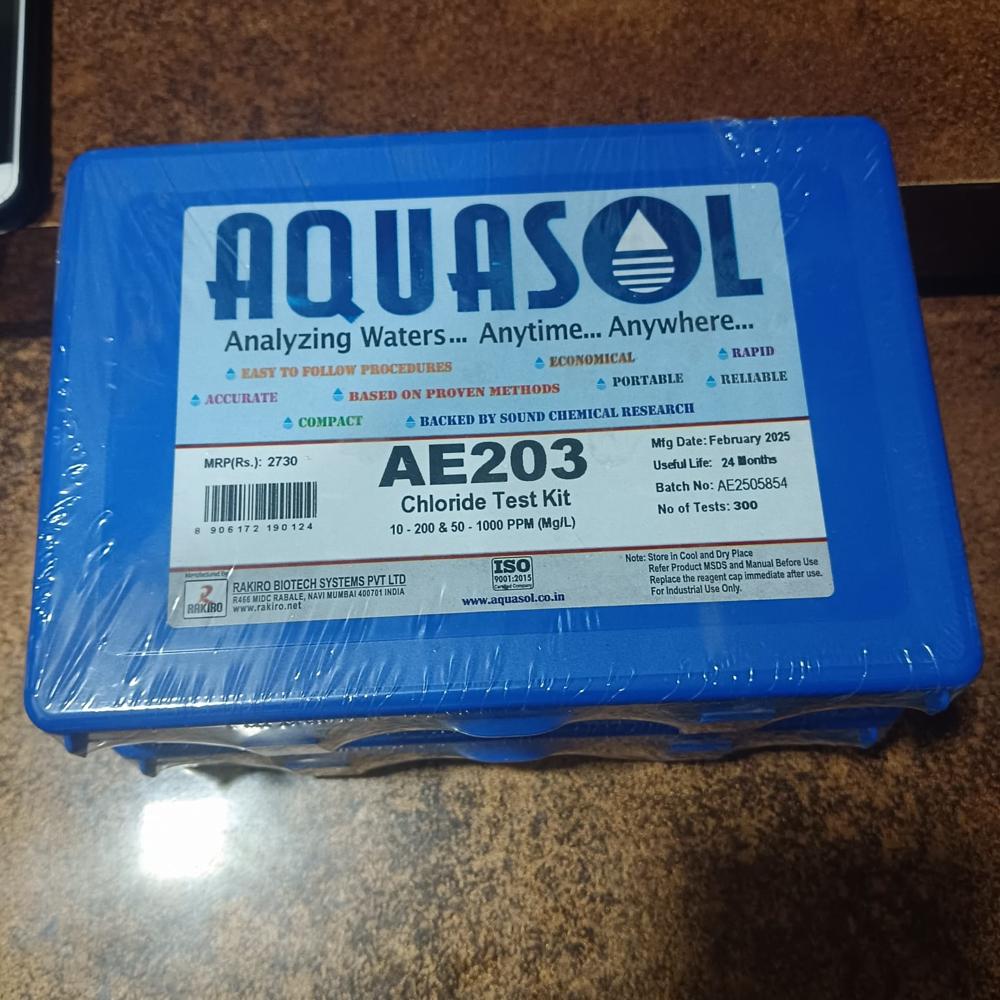 AQUASOL
Analyzing Waters... Anytime... Anywhere...
EASY TO FOLLOW PROCEDURES ECONOMICAL RAPID
ACCURATE BASED ON PROVEN METHODS PORTABLE RELIABLE
COMPACT BACKED BY SOUND CHEMICAL RESEARCH
MRP(Rs.): 2730
8 906172 190124
AE203
Chloride Test Kit
10 - 200 & 50 - 1000 PPM (Mg/L)
Mfg Date: February 2025
Useful Life: 24 Months
Batch No: AE2505854
No of Tests: 300
Manufactured by
RAKIRO
RAKIRO BIOTECH SYSTEMS PVT LTD
R466 MIDC RABALE, NAVI MUMBAI 400701 INDIA
www.rakiro.net
ISO
9001:2015
Certified Company
www.aquasol.co.in
Note: Store in Cool and Dry Place
Refer Product MSDS and Manual Before Use
Replace the reagent cap immediate after use.
For Industrial Use Only.